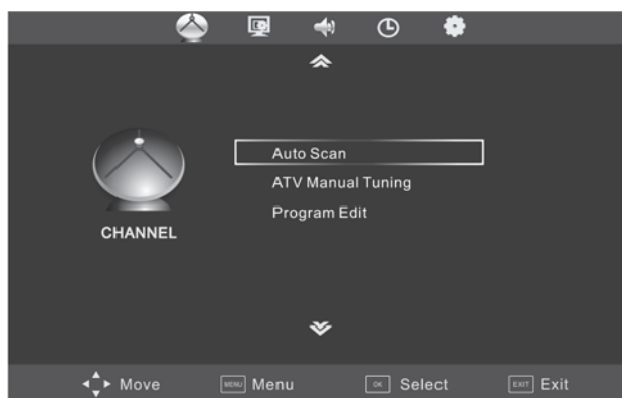 Auto Scan
ATV Manual Tuning
Program Edit
CHANNEL
Move MENU Menu OK Select EXIT Exit